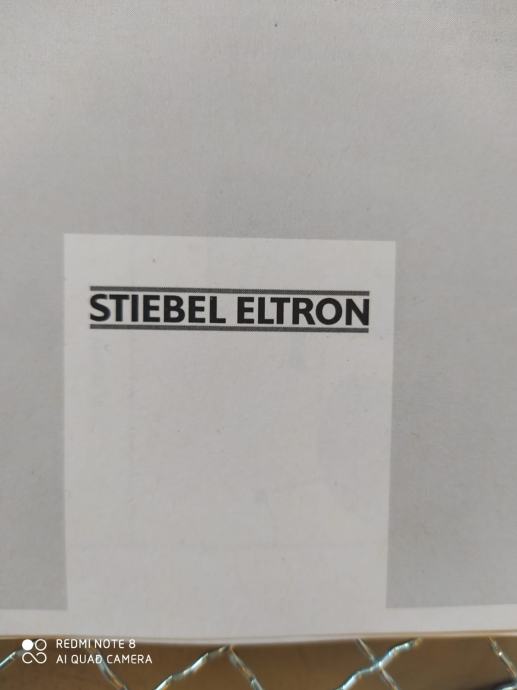 STIEBEL ELTRON
REDMI NOTE 8
AI QUAD CAMERA